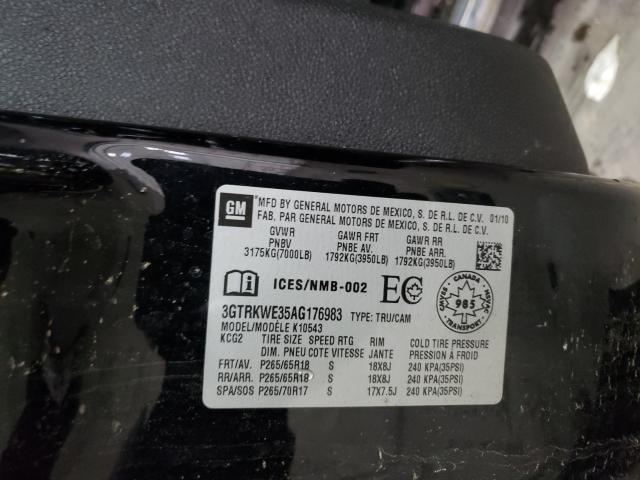 GM MFD BY GENERAL MOTORS DE MEXICO, S. DE R.L. DE C.V. 01/10
FAB. PAR GENERAL MOTORS DE MEXICO, S. DE R.L. DE C.V.
GVWR GAWR FRT GAWR RR
PNBV PNBE AV. PNBE ARR.
3175KG(7000LB) 1792KG(3950LB) 1792KG(3950LB)
ICES/NMB-002 EC
CANADA
CMVSS NSVAC
985
TRANSPORT
3GTRKWE35AG176983 TYPE: TRU/CAM
MODEL/MODÈLE K10543
KCG2 TIRE SIZE SPEED RTG RIM COLD TIRE PRESSURE
DIM. PNEU COTE VITESSE JANTE PRESSION À FROID
FRT/AV. P265/65R18 S 18X8J 240 KPA(35PSI)
RR/ARR. P265/65R18 S 18X8J 240 KPA(35PSI)
SPA/SOS P265/70R17 S 17X7.5J 240 KPA(35PSI)